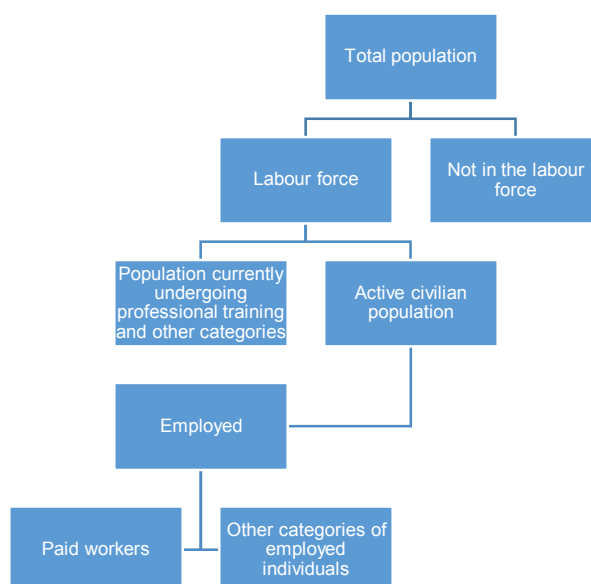 Total population
Labour force
Not in the labour
force
Population currently
undergoing
professional training
and other categories
Active civilian
population
Employed
Paid workers
Other categories of
employed
individuals